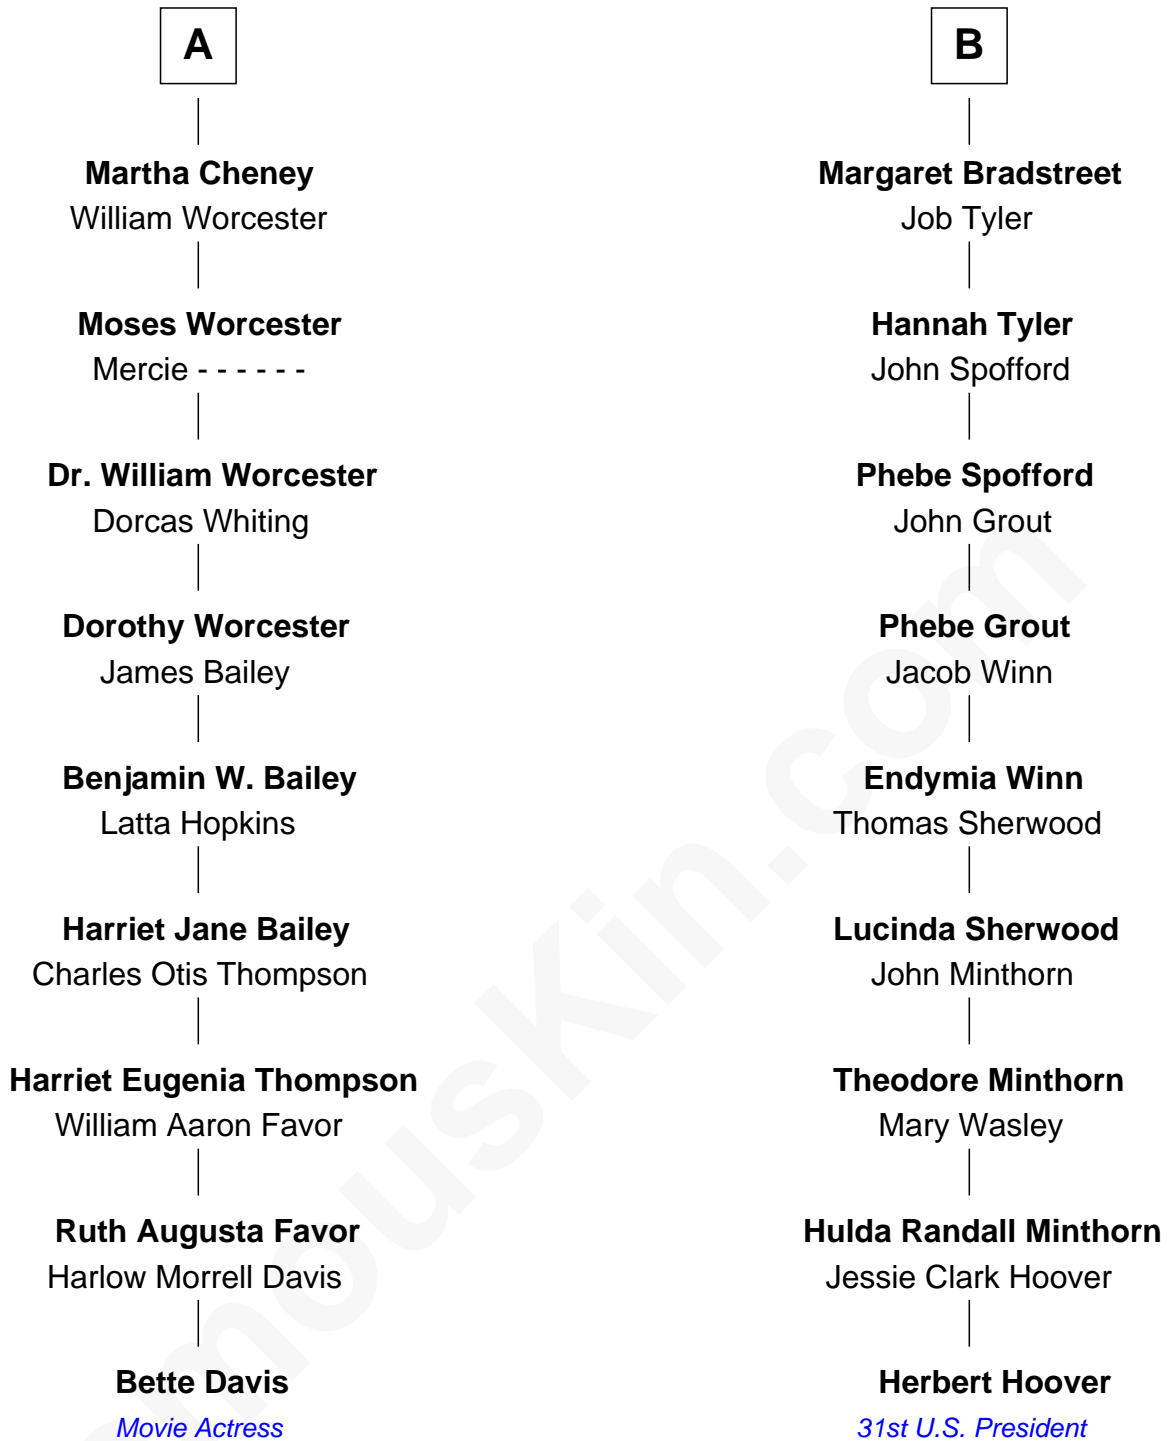 A
Martha Cheney
William Worcester
Moses Worcester
Mercie - - - - - -
Dr. William Worcester
Dorcas Whiting
Dorothy Worcester
James Bailey
Benjamin W. Bailey
Latta Hopkins
Harriet Jane Bailey
Charles Otis Thompson
Harriet Eugenia Thompson
William Aaron Favor
Ruth Augusta Favor
Harlow Morrell Davis
Bette Davis
Movie Actress
B
Margaret Bradstreet
Job Tyler
Hannah Tyler
John Spofford
Phebe Spofford
John Grout
Phebe Grout
Jacob Winn
Endymia Winn
Thomas Sherwood
Lucinda Sherwood
John Minthorn
Theodore Minthorn
Mary Wasley
Hulda Randall Minthorn
Jessie Clark Hoover
Herbert Hoover
31st U.S. President
mouskin.com